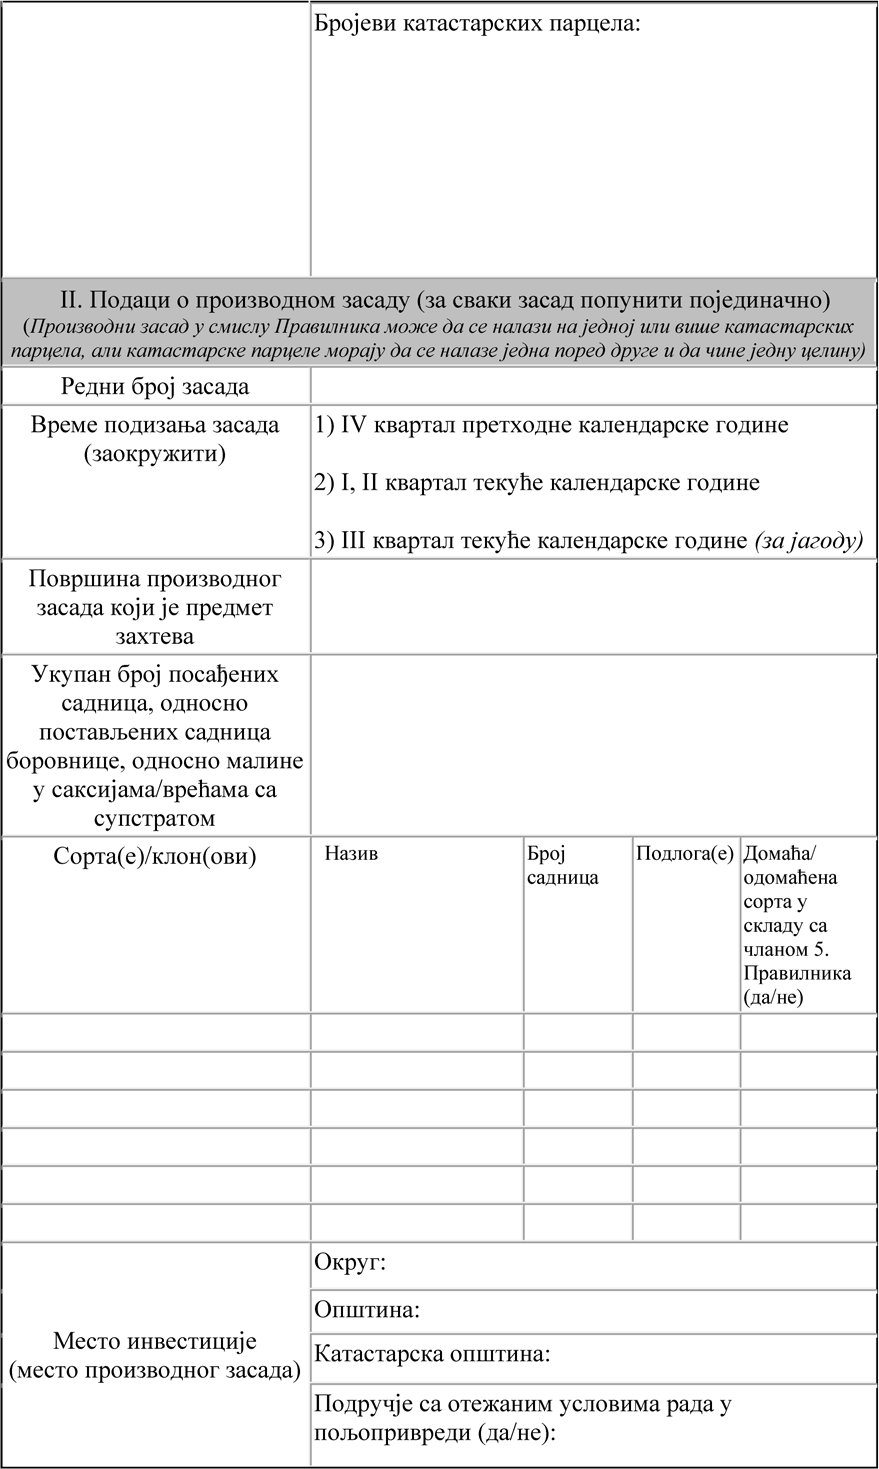 Бројеви катастарских парцела:
II. Подаци о производном засаду (за сваки засад попунити појединачно)
(Производни засад у смислу Правилника може да се налази на једној или више катастарских
парцела, али катастарске парцеле морају да се налазе једна поред друге и да чине једну целину)
Редни број засада
Време подизања засада
(заокружити)
1) IV квартал претходне календарске године
2) I, II квартал текуће календарске године
3) III квартал текуће календарске године (за јагоду)
Површина производног
засада који је предмет
захтева
Укупан број посађених
садница, односно
постављених садница
боровнице, односно малине
у саксијама/врећама са
супстратом
Сорта(е)/клон(ови)
Назив
Број
садница
Подлога(е)
Домаћа/
одомаћена
сорта у
складу са
чланом 5.
Правилника
(да/не)
Место инвестиције
(место производног засада)
Округ:
Општина:
Катастарска општина:
Подручје са отежаним условима рада у
пољопривреди (да/не):